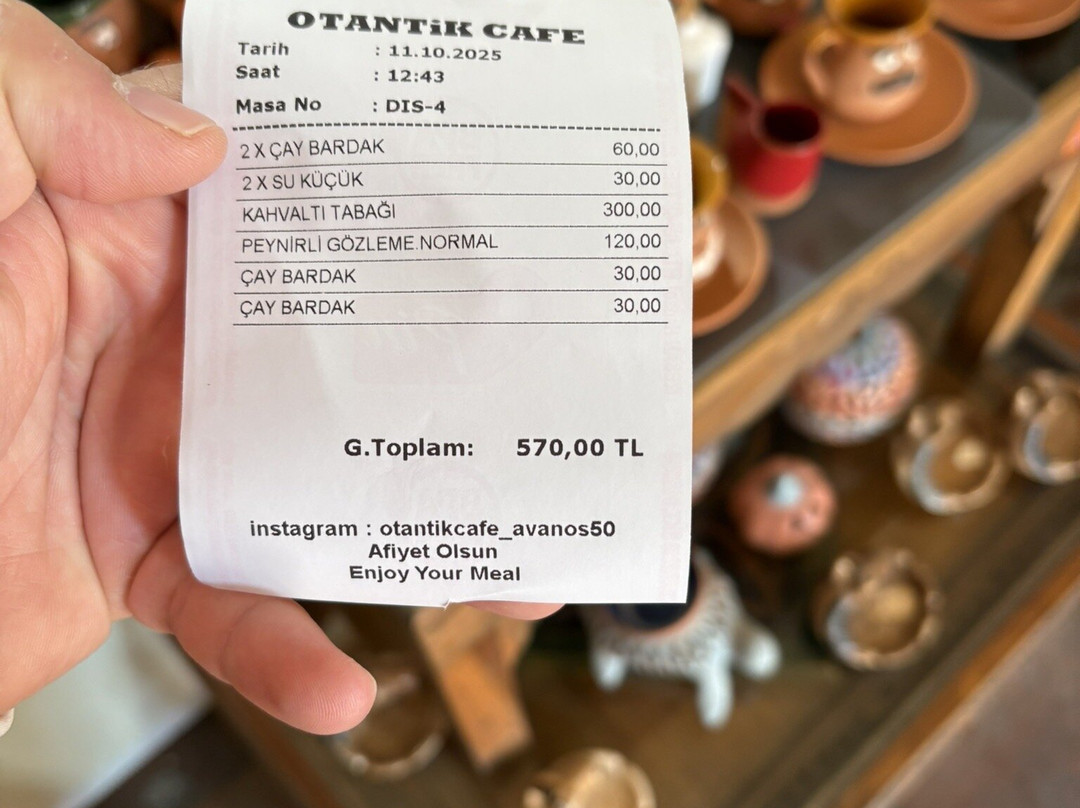 OTANTiK CAFE
Tarih : 11.10.2025
Saat : 12:43
Masa No : DIS-4
2 X ÇAY BARDAK 60,00
2 X SU KÜÇÜK 30,00
KAHVALTI TABAĞI 300,00
PEYNİRLİ GÖZLEME.NORMAL 120,00
ÇAY BARDAK 30,00
ÇAY BARDAK 30,00
G.Toplam: 570,00 TL
instagram : otantikcafe_avanos50
Afiyet Olsun
Enjoy Your Meal